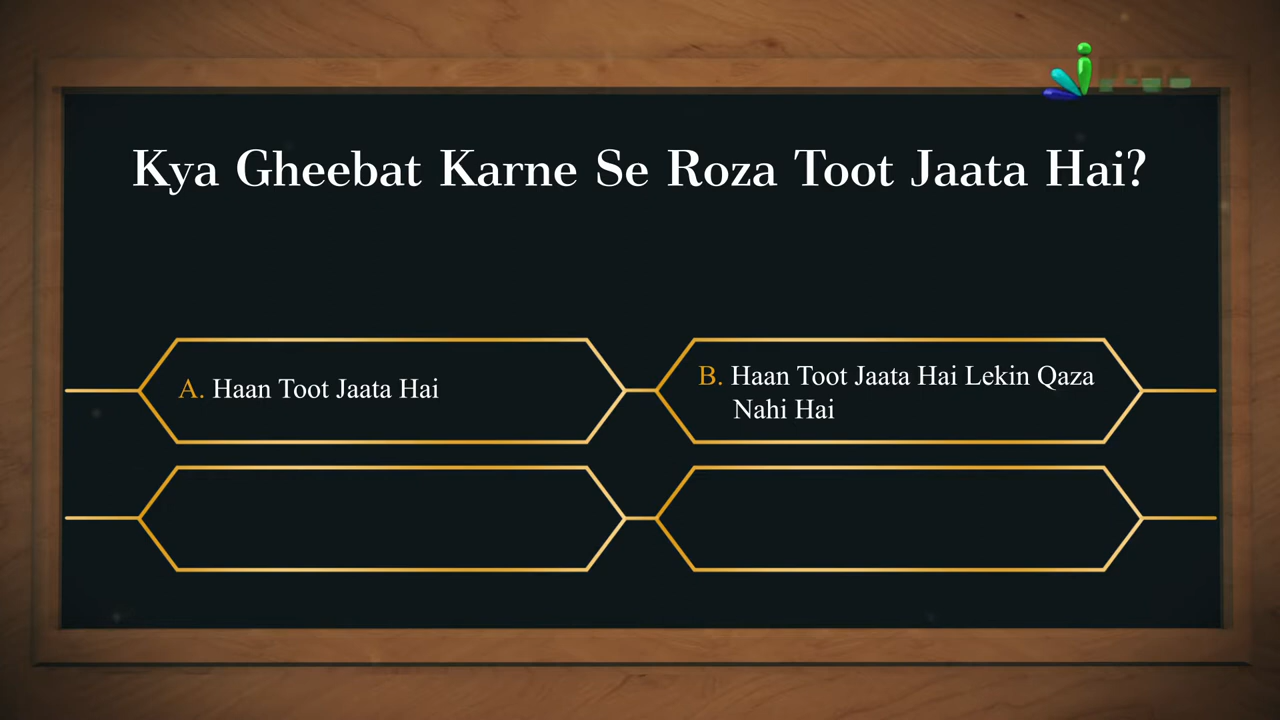 Kya Gheebat Karne Se Roza Toot Jaata Hai?
A. Haan Toot Jaata Hai
B. Haan Toot Jaata Hai Lekin Qaza
Nahi Hai